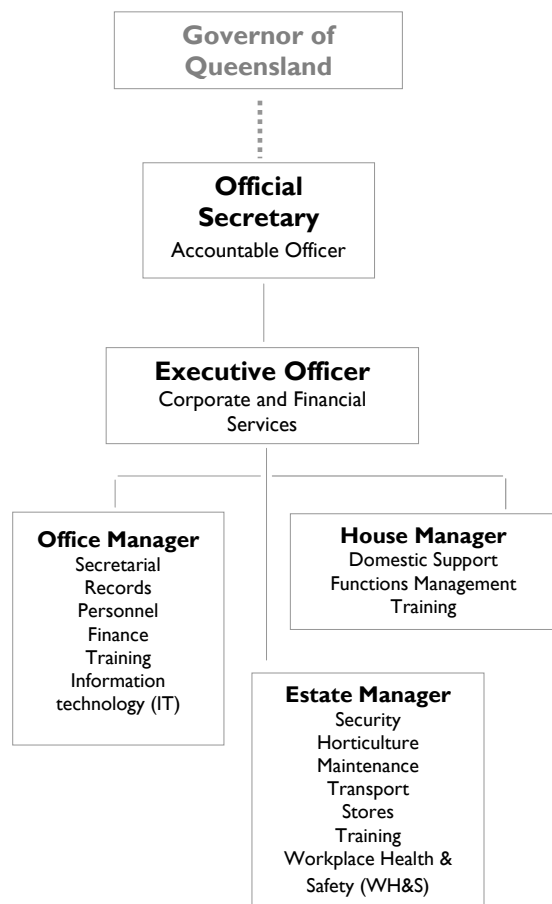 Governor of
Queensland
Official
Secretary
Accountable Officer
Executive Officer
Corporate and Financial
Services
Office Manager
Secretarial
Records
Personnel
Finance
Training
Information
technology (IT)
House Manager
Domestic Support
Functions Management
Training
Estate Manager
Security
Horticulture
Maintenance
Transport
Stores
Training
Workplace Health &
Safety (WH&S)